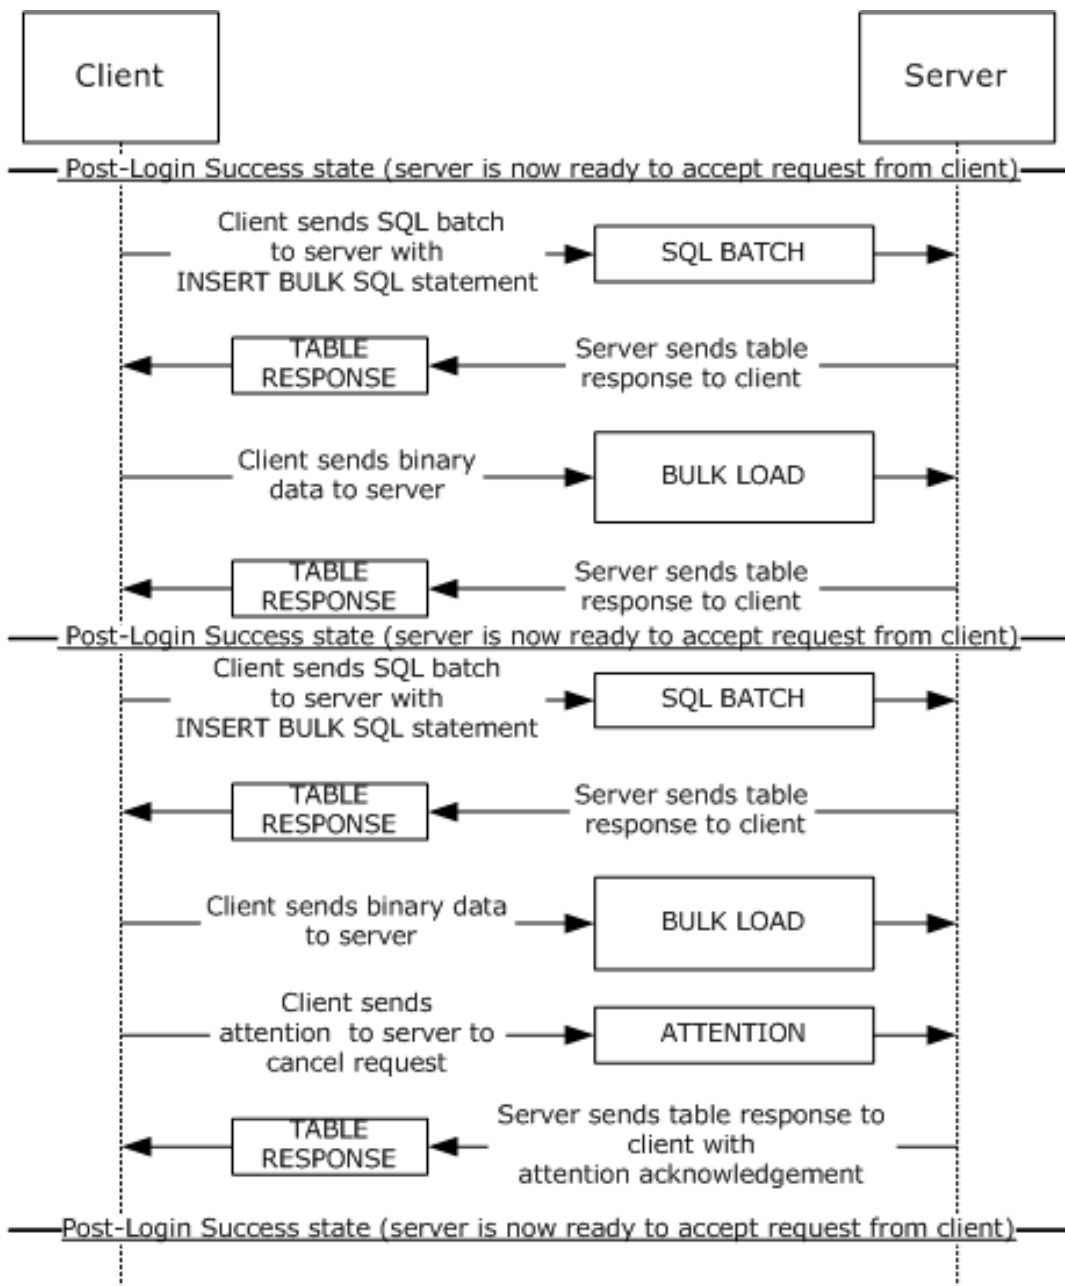 Client
Server
Post-Login Success state (server is now ready to accept request from client)
Client sends SQL batch
to server with
INSERT BULK SQL statement
SQL BATCH
TABLE
RESPONSE
Server sends table
response to client
Client sends binary
data to server
BULK LOAD
TABLE
RESPONSE
Server sends table
response to client
Post-Login Success state (server is now ready to accept request from client)
Client sends SQL batch
to server with
INSERT BULK SQL statement
SQL BATCH
TABLE
RESPONSE
Server sends table
response to client
Client sends binary data
to server
BULK LOAD
Client sends
attention to server to
cancel request
ATTENTION
TABLE
RESPONSE
Server sends table response to
client with
attention acknowledgement
Post-Login Success state (server is now ready to accept request from client)